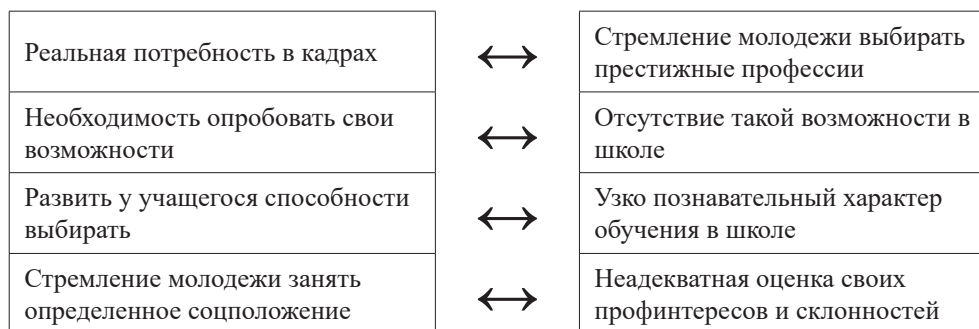 Реальная потребность в кадрах
Стремление молодежи выбирать
престижные профессии
Необходимость опробовать свои
возможности
Отсутствие такой возможности в
школе
Развить у учащегося способности
выбирать
Узко познавательный характер
обучения в школе
Стремление молодежи занять
определенное соцположение
Неадекватная оценка своих
профинтересов и склонностей